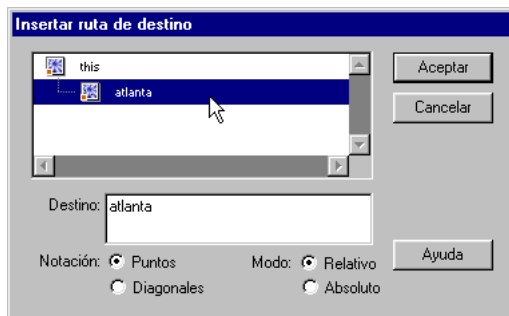 Insertar ruta de destino
this
atlanta
Aceptar
Cancelar
Destino: atlanta
Notación: Puntos Modo: Relativo
Diagonales Absoluto
Ayuda